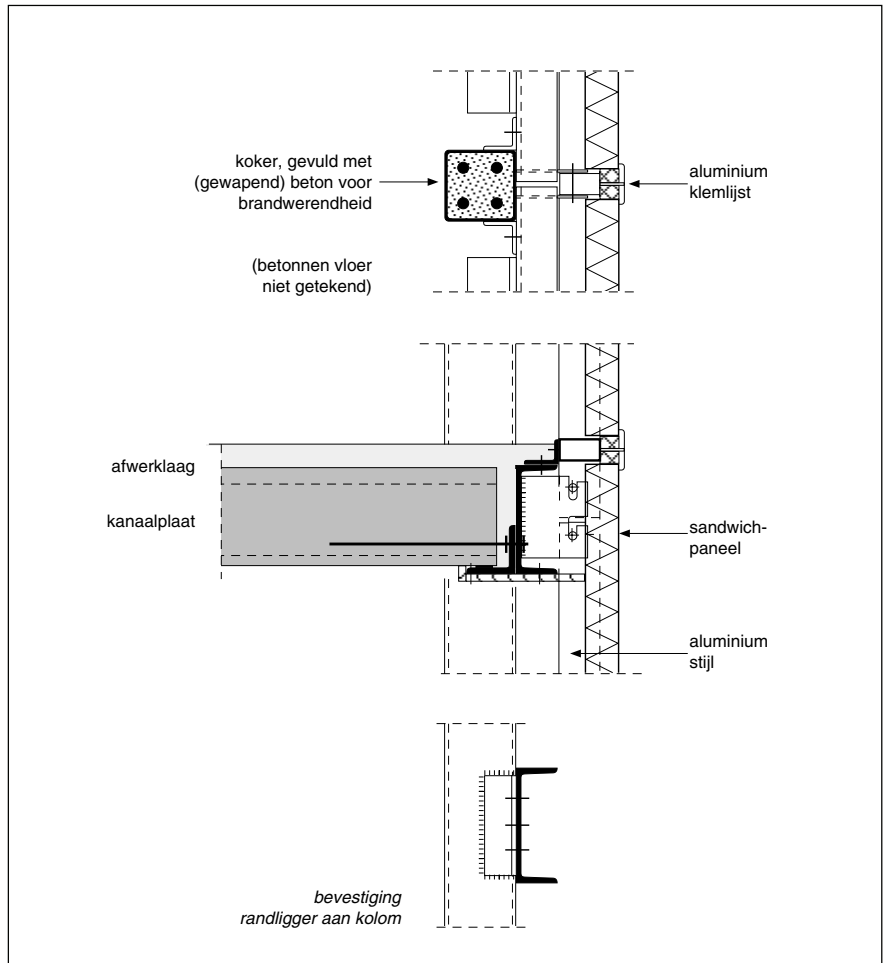 koker, gevuld met
(gewapend) beton voor
brandwerendheid
aluminium
klemlijst
(betonnen vloer
niet getekend)
afwerklaag
kanaalplaat
sandwich-
paneel
aluminium
stijl
bevestiging
randligger aan kolom